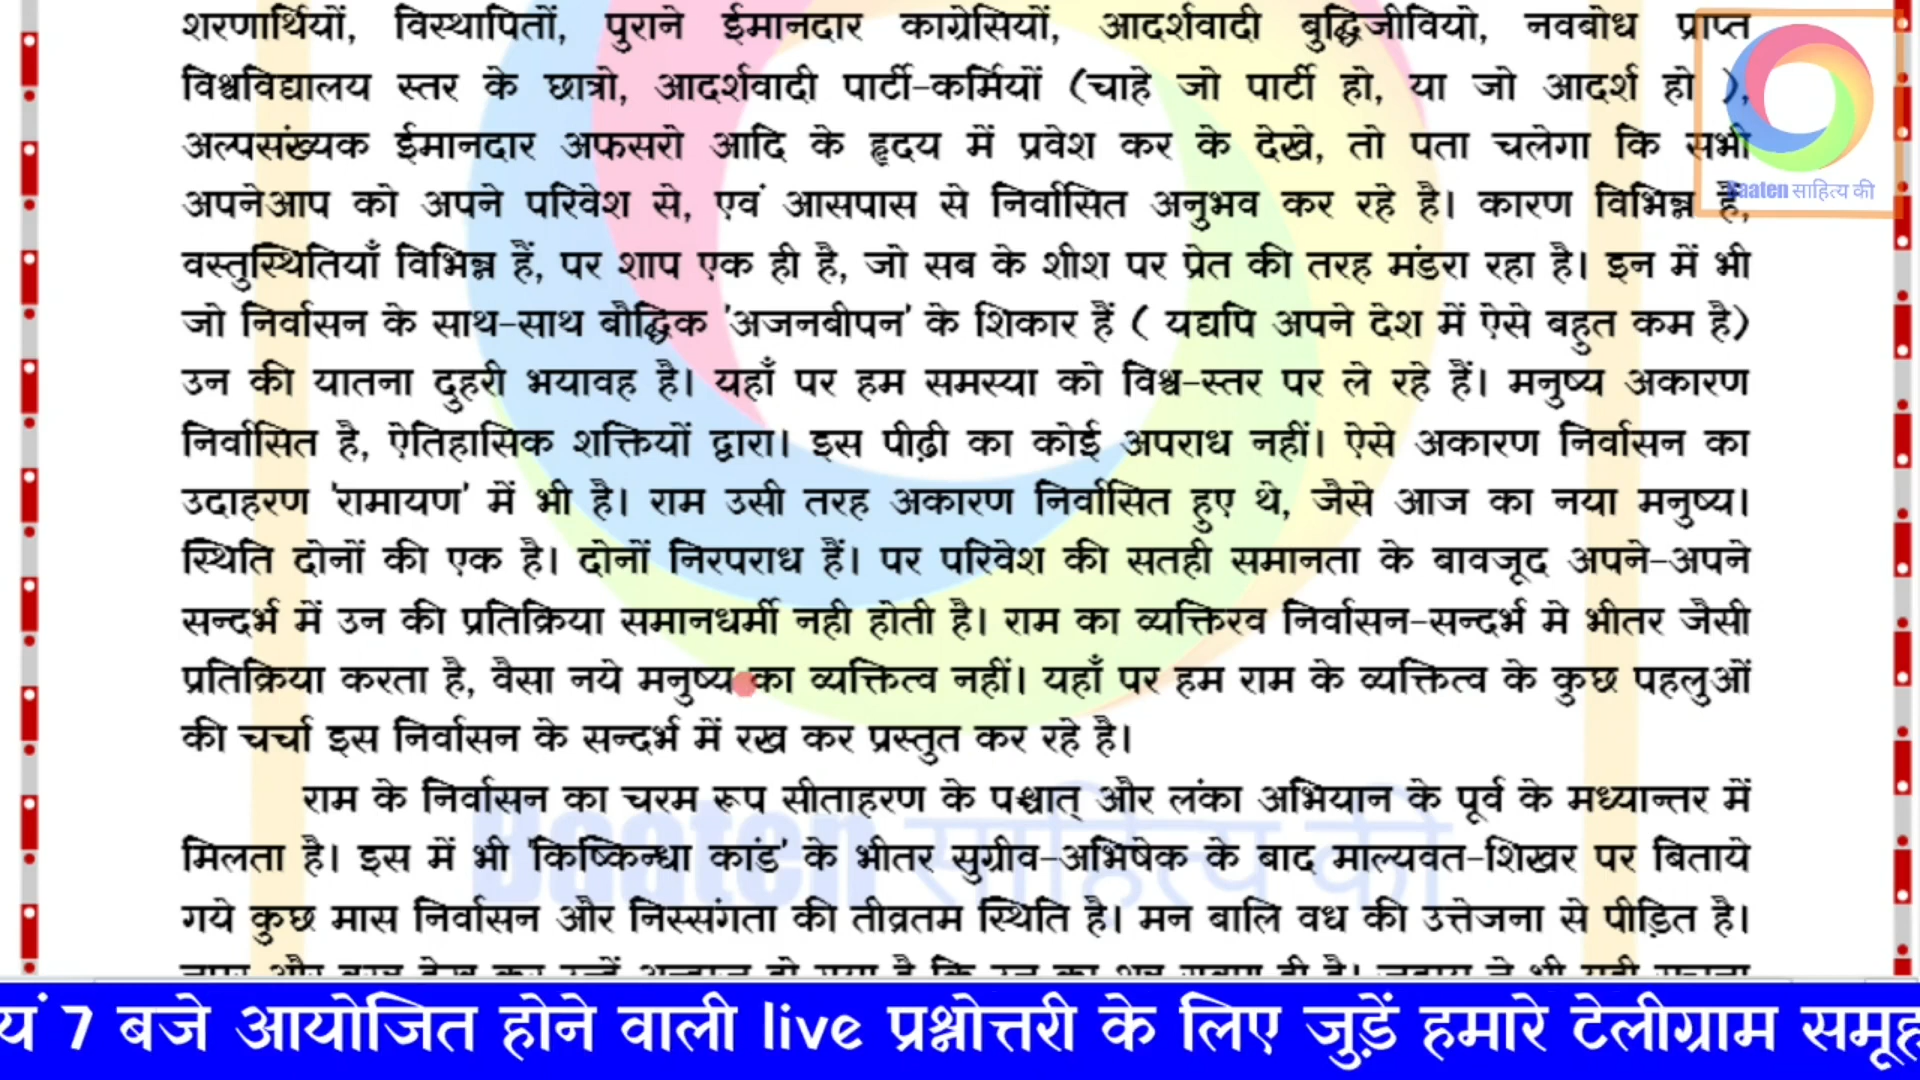 शरणार्थियों, विस्थापितों, पुराने ईमानदार काग्रेसियों, आदर्शवादी बुद्धिजीवियो, नवबोध प्राप्त
विश्वविद्यालय स्तर के छात्रो, आदर्शवादी पार्टी-कर्मियों (चाहे जो पार्टी हो, या जो आदर्श हो ),
अल्पसंख्यक ईमानदार अफसरो आदि के हृदय में प्रवेश कर के देखे, तो पता चलेगा कि सभी
अपनेआप को अपने परिवेश से, एवं आसपास से निर्वासित अनुभव कर रहे है। कारण विभिन्न है,
Baaten साहित्य की
वस्तुस्थितियाँ विभिन्न हैं, पर शाप एक ही है, जो सब के शीश पर प्रेत की तरह मंडरा रहा है। इन में भी
जो निर्वासन के साथ-साथ बौद्धिक 'अजनबीपन' के शिकार हैं ( यद्यपि अपने देश में ऐसे बहुत कम है)
उन की यातना दुहरी भयावह है। यहाँ पर हम समस्या को विश्व-स्तर पर ले रहे हैं। मनुष्य अकारण
निर्वासित है, ऐतिहासिक शक्तियों द्वारा। इस पीढ़ी का कोई अपराध नहीं। ऐसे अकारण निर्वासन का
उदाहरण 'रामायण' में भी है। राम उसी तरह अकारण निर्वासित हुए थे, जैसे आज का नया मनुष्य।
स्थिति दोनों की एक है। दोनों निरपराध हैं। पर परिवेश की सतही समानता के बावजूद अपने-अपने
सन्दर्भ में उन की प्रतिक्रिया समानधर्मी नही होती है। राम का व्यक्तिरव निर्वासन-सन्दर्भ मे भीतर जैसी
प्रतिक्रिया करता है, वैसा नये मनुष्य का व्यक्तित्व नहीं। यहाँ पर हम राम के व्यक्तित्व के कुछ पहलुओं
की चर्चा इस निर्वासन के सन्दर्भ में रख कर प्रस्तुत कर रहे है।
राम के निर्वासन का चरम रूप सीताहरण के पश्चात् और लंका अभियान के पूर्व के मध्यान्तर में
मिलता है। इस में भी 'किष्किन्धा कांड' के भीतर सुग्रीव-अभिषेक के बाद माल्यवत-शिखर पर बिताये
Baaten साहित्य की
गये कुछ मास निर्वासन और निस्संगता की तीव्रतम स्थिति है। मन बालि वध की उत्तेजना से पीड़ित है।
यं 7 बजे आयोजित होने वाली live प्रश्नोत्तरी के लिए जुड़ें हमारे टेलीग्राम समूह